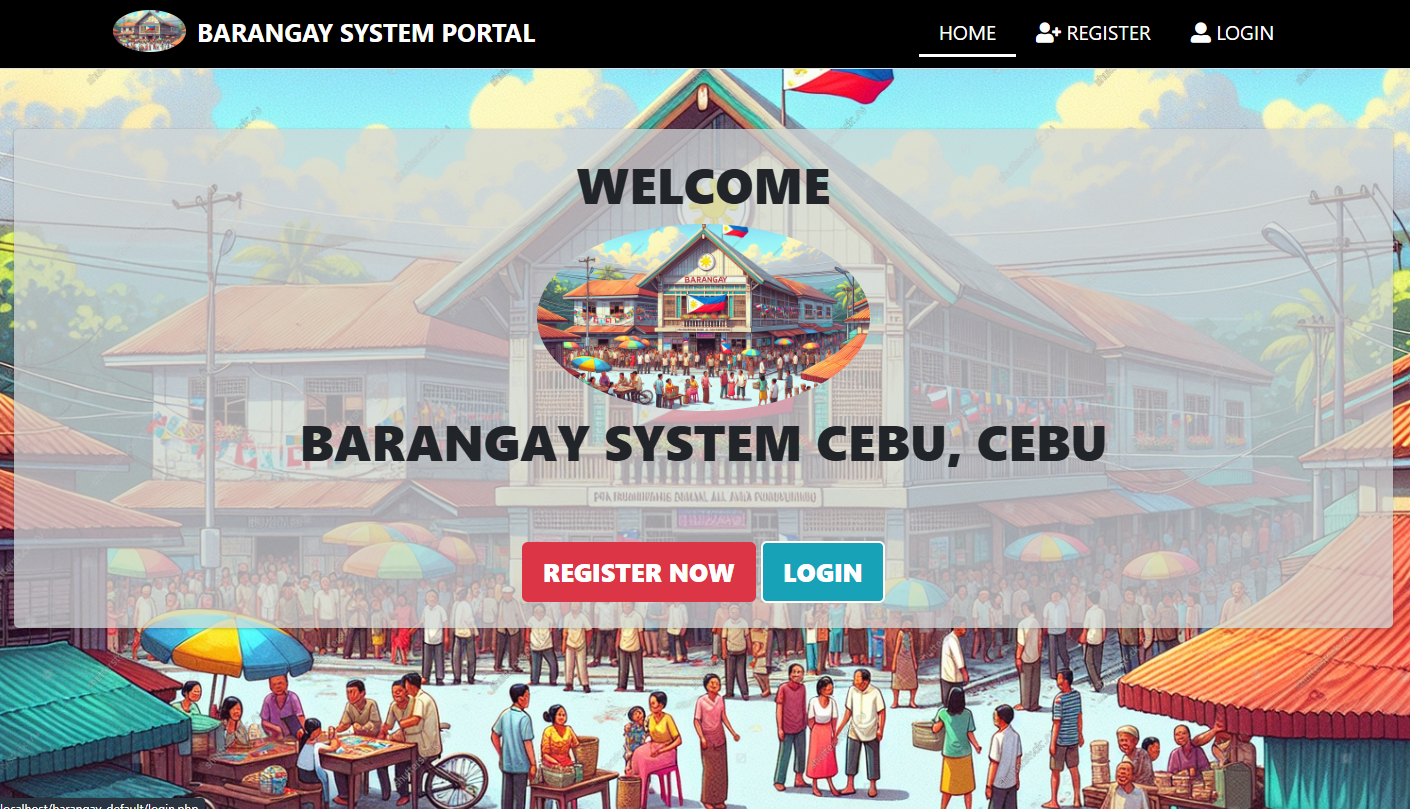 BARANGAY SYSTEM PORTAL
HOME
REGISTER
LOGIN
WELCOME
BARANGAY
BARANGAY SYSTEM CEBU, CEBU
REGISTER NOW
LOGIN
localhost/barangay_default/login.php